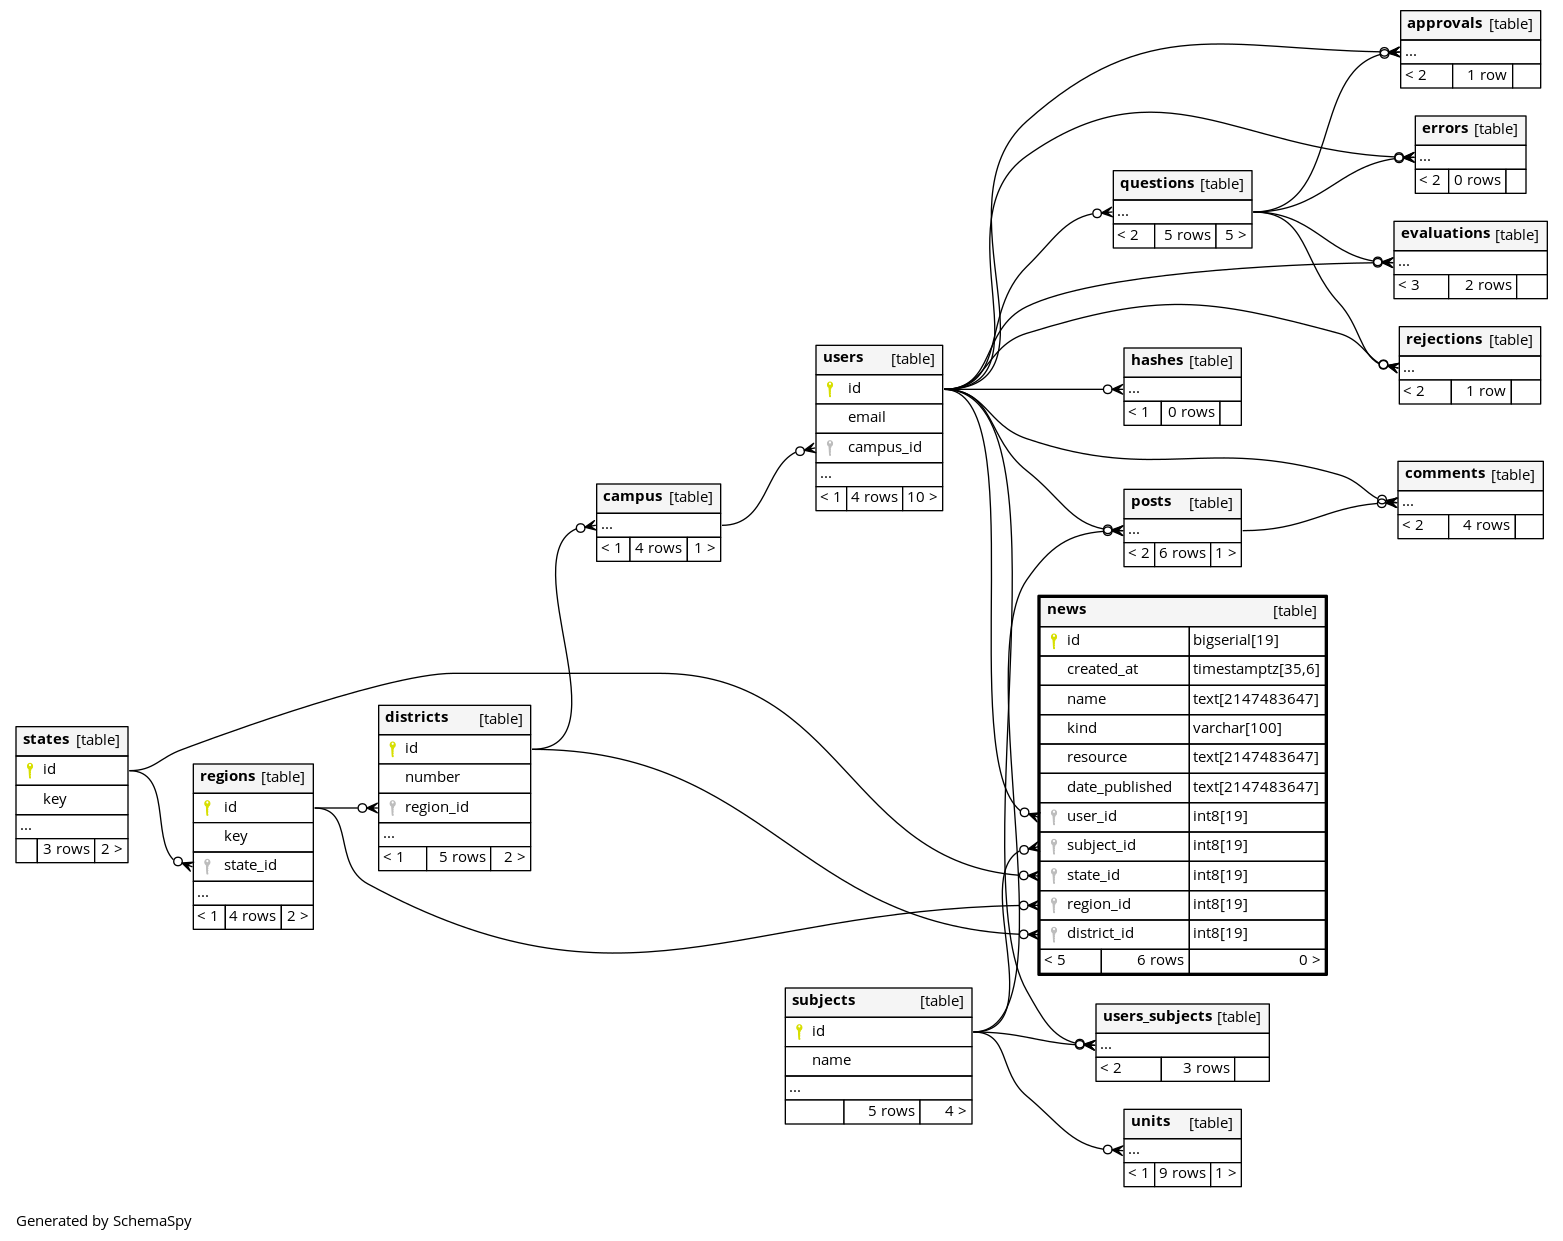 approvals [table]
...
< 2 1 row
errors [table]
...
< 2 0 rows
questions [table]
...
< 2 5 rows 5 >
evaluations [table]
...
< 3 2 rows
rejections [table]
...
< 2 1 row
users [table]
id
email
campus_id
...
< 1 4 rows 10 >
hashes [table]
...
< 1 0 rows
comments [table]
...
< 2 4 rows
campus [table]
...
< 1 4 rows 1 >
posts [table]
...
< 2 6 rows 1 >
news [table]
id bigserial[19]
created_at timestamptz[35,6]
name text[2147483647]
kind varchar[100]
resource text[2147483647]
date_published text[2147483647]
user_id int8[19]
subject_id int8[19]
state_id int8[19]
region_id int8[19]
district_id int8[19]
< 5 6 rows 0 >
states [table]
id
key
...
3 rows 2 >
regions [table]
id
key
state_id
...
< 1 4 rows 2 >
districts [table]
id
number
region_id
...
< 1 5 rows 2 >
subjects [table]
id
name
...
5 rows 4 >
users_subjects [table]
...
< 2 3 rows
units [table]
...
< 1 9 rows 1 >
Generated by SchemaSpy